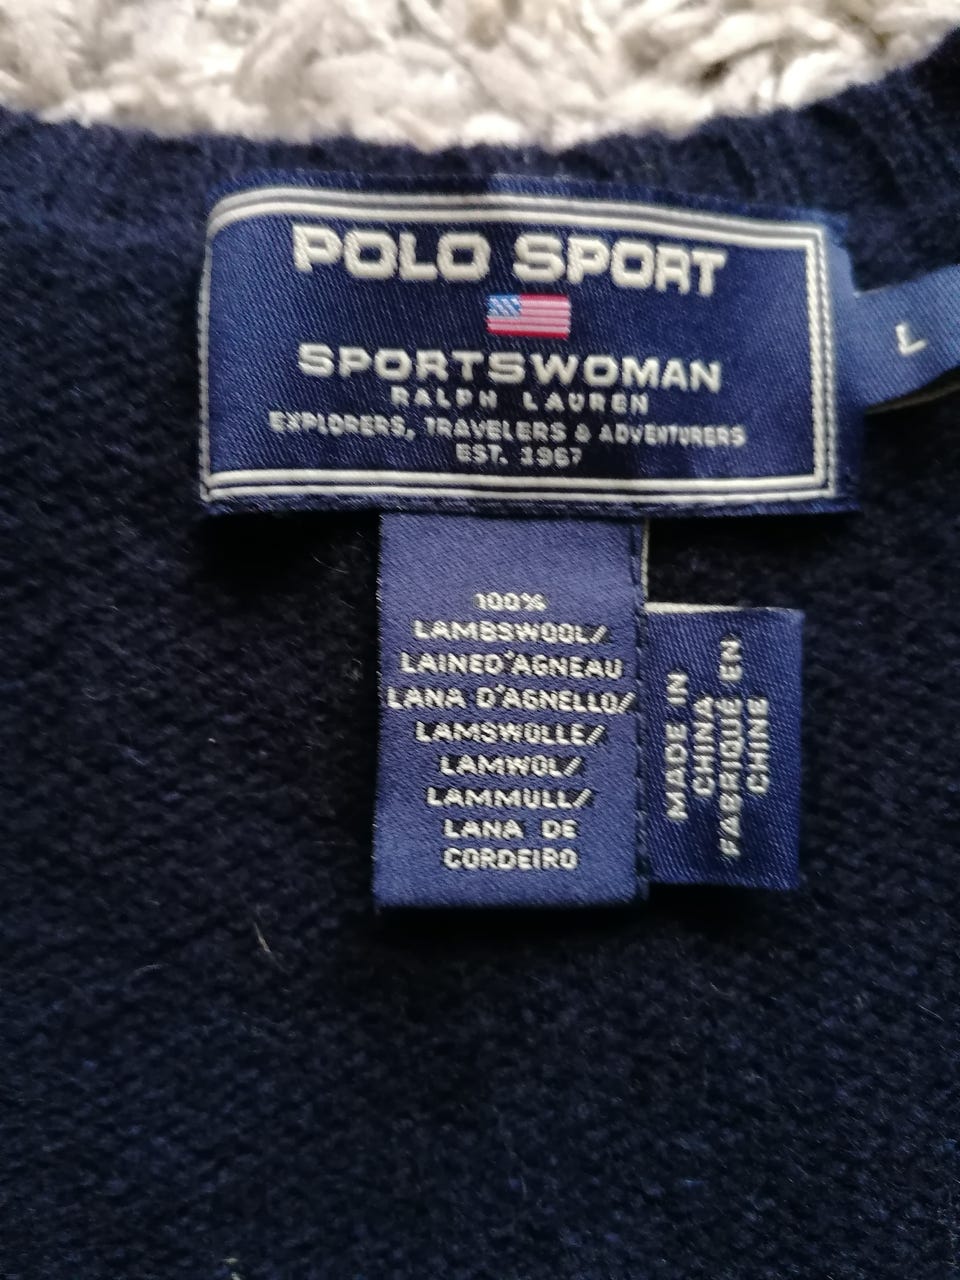 POLO SPORT
SPORTSWOMAN
RALPH LAUREN
EXPLORERS, TRAVELERS & ADVENTURERS
EST. 1967
L
100%
LAMBSWOOL/
LAINED'AGNEAU
LANA D'AGNELLO/
LAMSWOLLE/
LAMWOL/
LAMMULL/
LANA DE
CORDEIRO
MADE IN
CHINA
FABRIQUÉ EN
CHINE